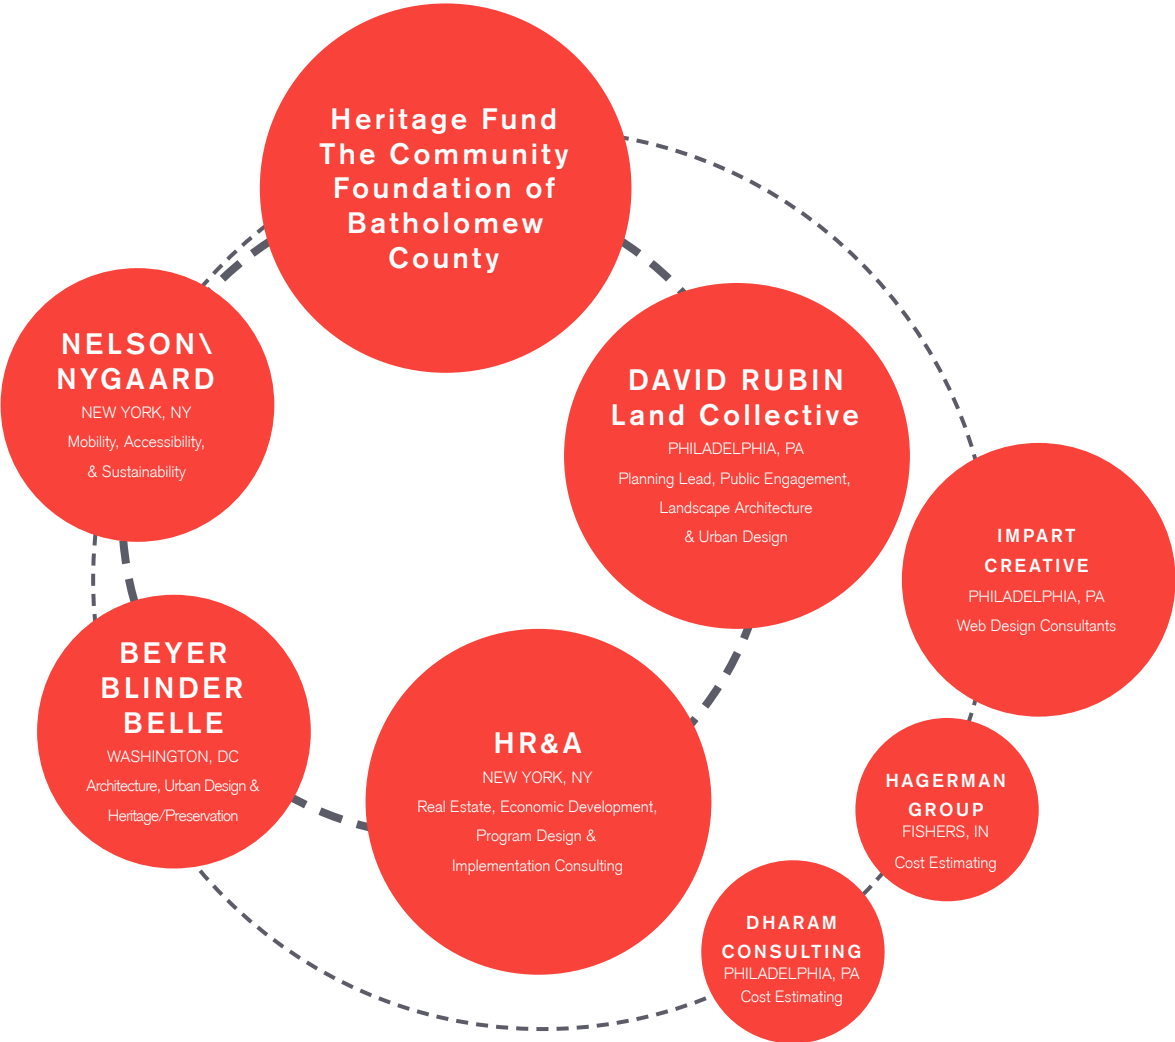 Heritage Fund
The Community
Foundation of
Batholomew
County
NELSON\
NYGAARD
NEW YORK, NY
Mobility, Accessibility,
& Sustainability
DAVID RUBIN
Land Collective
PHILADELPHIA, PA
Planning Lead, Public Engagement,
Landscape Architecture
& Urban Design
IMPART
CREATIVE
PHILADELPHIA, PA
Web Design Consultants
BEYER
BLINDER
BELLE
WASHINGTON, DC
Architecture, Urban Design &
Heritage/Preservation
HR&A
NEW YORK, NY
Real Estate, Economic Development,
Program Design &
Implementation Consulting
HAGERMAN
GROUP
FISHERS, IN
Cost Estimating
DHARAM
CONSULTING
PHILADELPHIA, PA
Cost Estimating